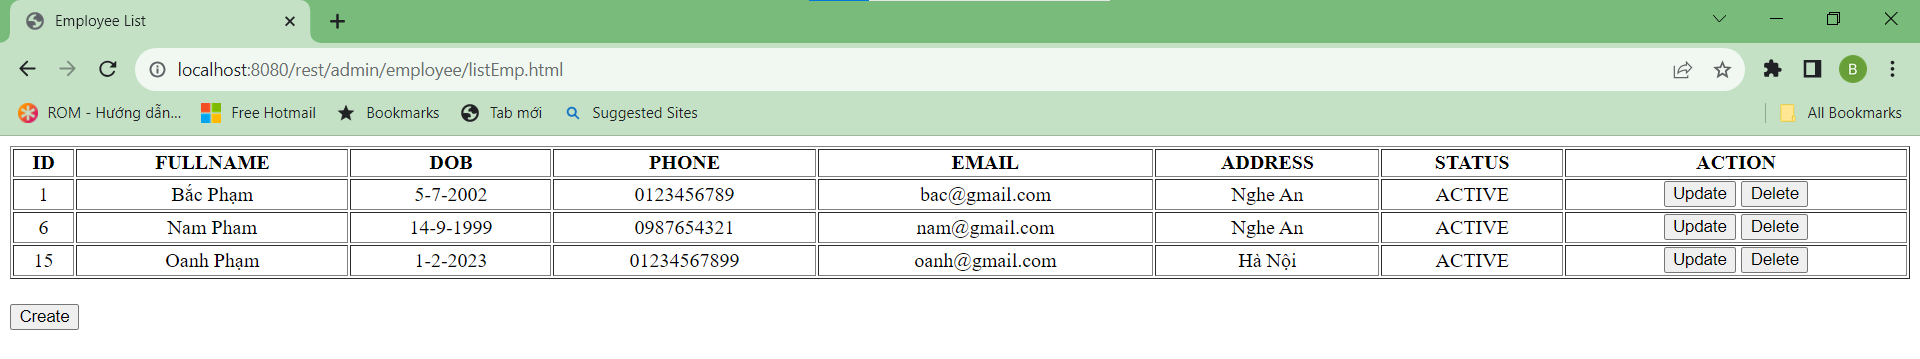 Employee List
localhost:8080/rest/admin/employee/listEmp.html
B
ROM - Hướng dẫn... Free Hotmail Bookmarks Tab mới Suggested Sites All Bookmarks
ID FULLNAME DOB PHONE EMAIL ADDRESS STATUS ACTION
1 Bắc Phạm 5-7-2002 0123456789 bac@gmail.com Nghe An ACTIVE Update Delete
6 Nam Pham 14-9-1999 0987654321 nam@gmail.com Nghe An ACTIVE Update Delete
15 Oanh Phạm 1-2-2023 01234567899 oanh@gmail.com Hà Nội ACTIVE Update Delete
Create